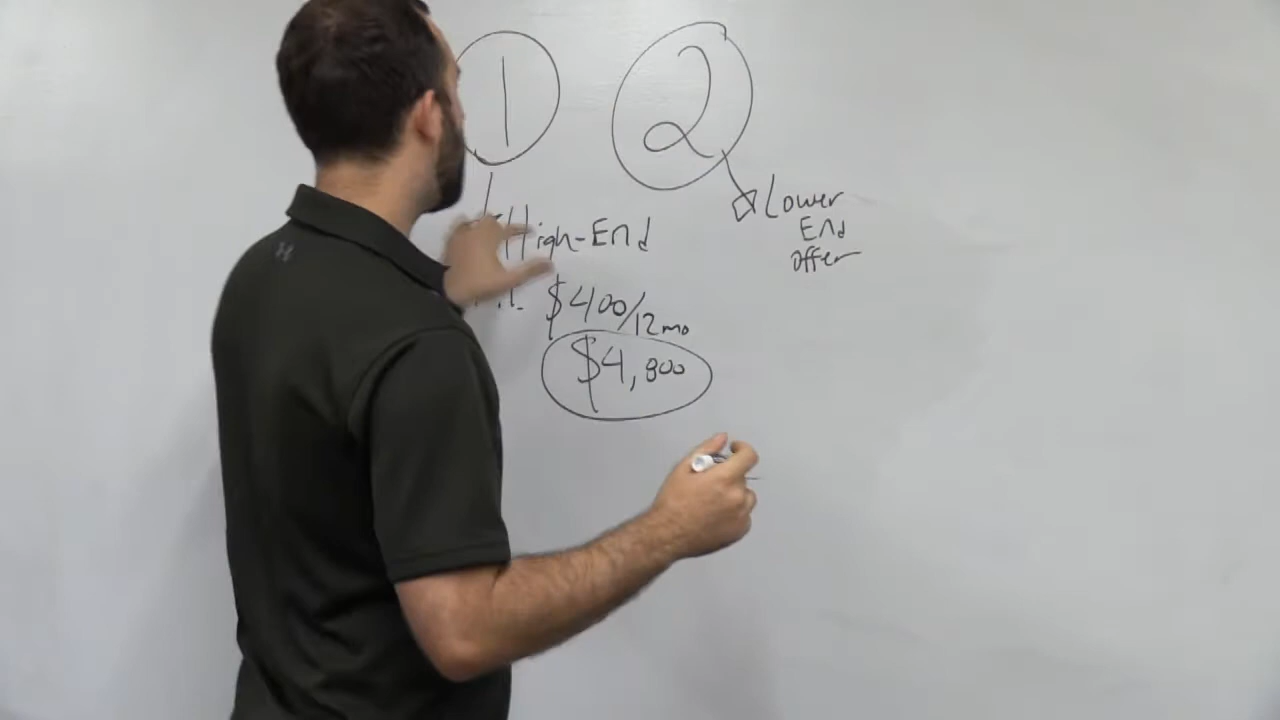 1
2
High-End
Lower
End
Offer
$400/12mo
$4,800